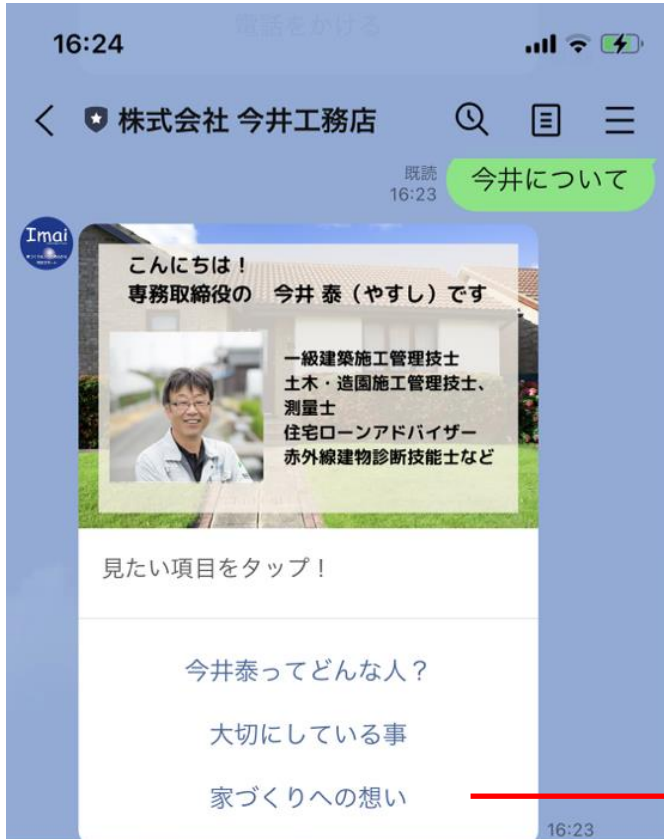 電話をかける
16:24
株式会社 今井工務店
今井について
既読
16:23
Imai
こんにちは！
専務取締役の　今井 泰（やすし）です
一級建築施工管理技士
土木・造園施工管理技士、
測量士
住宅ローンアドバイザー
赤外線建物診断技能士など
見たい項目をタップ！
今井泰ってどんな人？
大切にしている事
家づくりへの想い
16:23